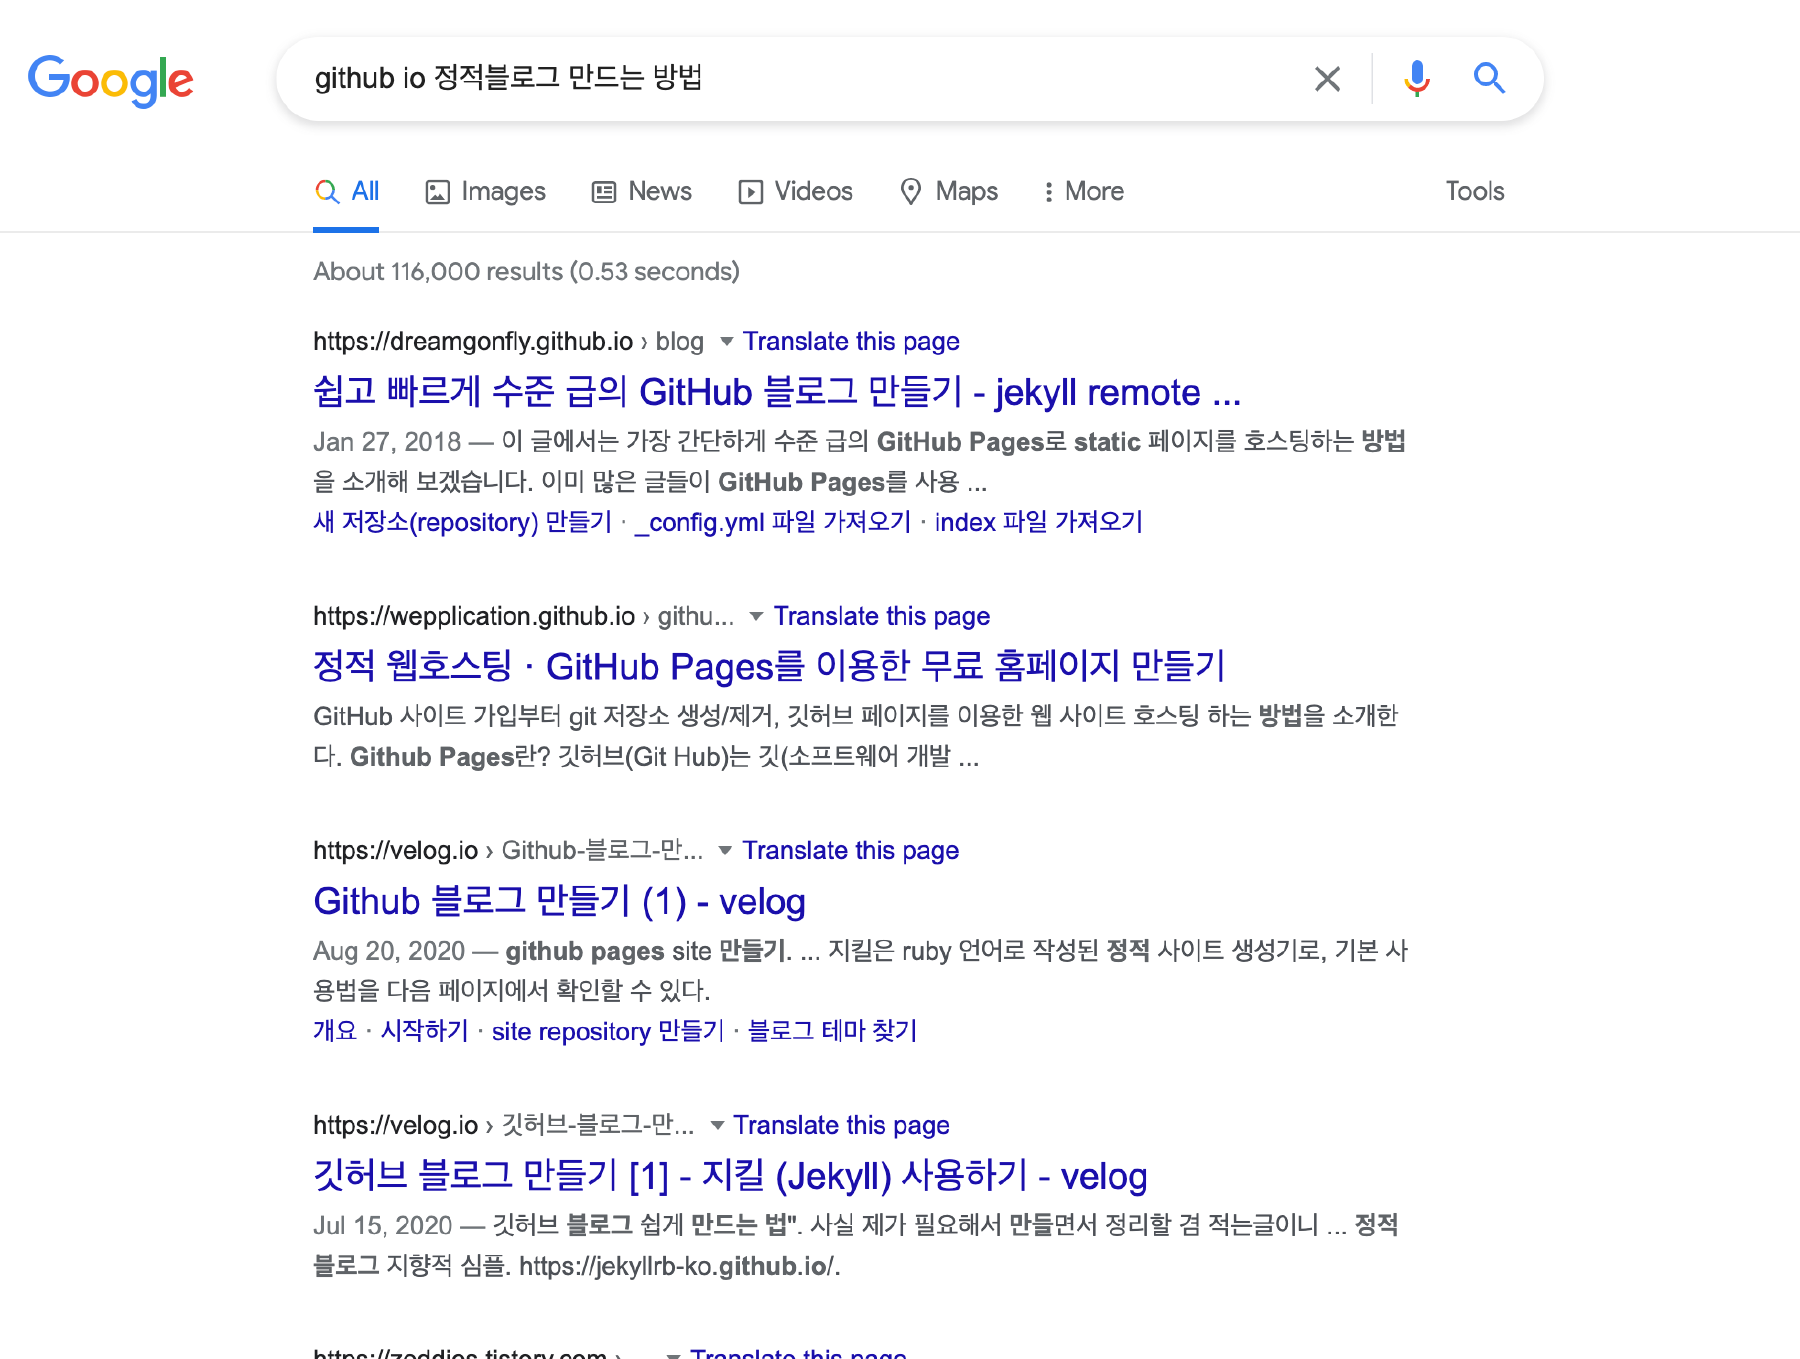 Google
github io 정적블로그 만드는 방법
All Images News Videos Maps More Tools
About 116,000 results (0.53 seconds)
https://dreamgonfly.github.io › blog Translate this page
쉽고 빠르게 수준 급의 GitHub 블로그 만들기 - jekyll remote ...
Jan 27, 2018 — 이 글에서는 가장 간단하게 수준 급의 GitHub Pages로 static 페이지를 호스팅하는 방법
을 소개해 보겠습니다. 이미 많은 글들이 GitHub Pages를 사용 ...
새 저장소(repository) 만들기 · _config.yml 파일 가져오기 · index 파일 가져오기
https://wepplication.github.io › githu... Translate this page
정적 웹호스팅 · GitHub Pages를 이용한 무료 홈페이지 만들기
GitHub 사이트 가입부터 git 저장소 생성/제거, 깃허브 페이지를 이용한 웹 사이트 호스팅 하는 방법을 소개한
다. Github Pages란? 깃허브(Git Hub)는 깃(소프트웨어 개발 ...
https://velog.io › Github-블로그-만... Translate this page
Github 블로그 만들기 (1) - velog
Aug 20, 2020 — github pages site 만들기. ... 지킬은 ruby 언어로 작성된 정적 사이트 생성기로, 기본 사
용법을 다음 페이지에서 확인할 수 있다.
개요 · 시작하기 · site repository 만들기 · 블로그 테마 찾기
https://velog.io › 깃허브-블로그-만... Translate this page
깃허브 블로그 만들기 [1] - 지킬 (Jekyll) 사용하기 - velog
Jul 15, 2020 — 깃허브 블로그 쉽게 만드는 법". 사실 제가 필요해서 만들면서 정리할 겸 적는글이니 ... 정적
블로그 지향적 심플. https://jekyllrb-ko.github.io/.
https://zeddios.tistory.com › ... Translate this page